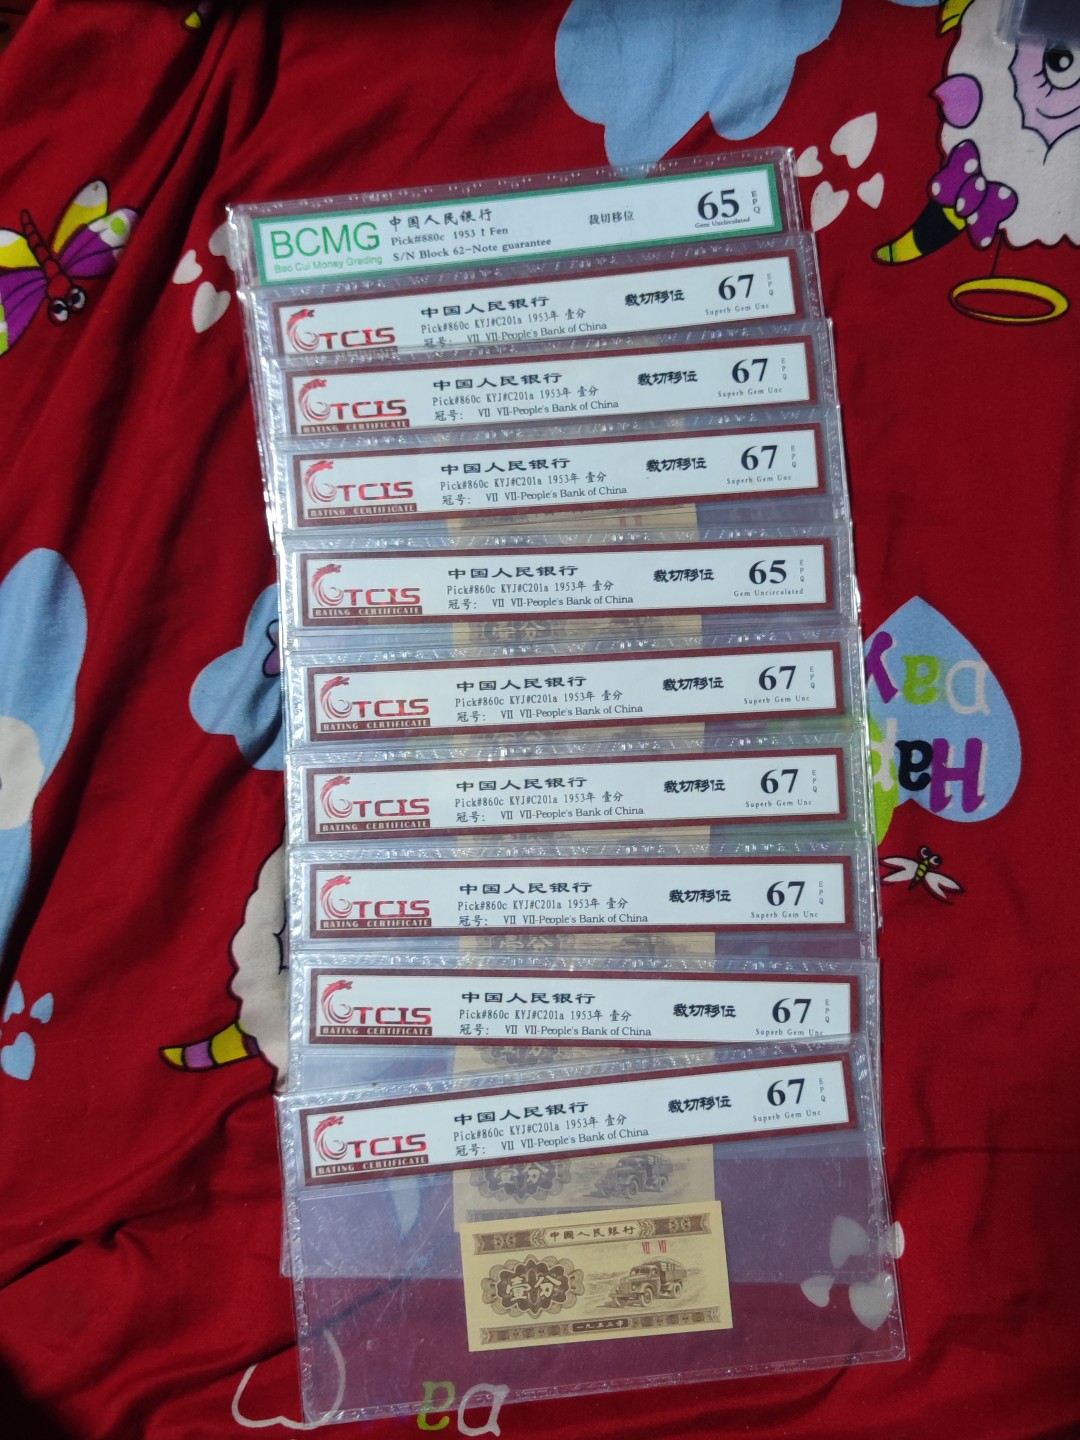 BCMG
Bao Cui Money Grading
中国人民银行
Pick#880c 1953 1 Fen
S/N Block 62-Note guarantee
裁切移位
65
EPQ
Gem Uncirculated
TCIS
中国人民银行
Pick#860c KYJ#C201a 1953年 壹分
冠号: VII VII-People's Bank of China
裁切移位
67
EPQ
Superb Gem Unc
TCIS
RATING CERTIFICATE
中国人民银行
Pick#860c KYJ#C201a 1953年 壹分
冠号: VII VII-People's Bank of China
裁切移位
67
EPQ
Superb Gem Unc
TCIS
RATING CERTIFICATE
中国人民银行
Pick#860c KYJ#C201a 1953年 壹分
冠号: VII VII-People's Bank of China
裁切移位
67
EPQ
Superb Gem Unc
TCIS
RATING CERTIFICATE
中国人民银行
Pick#860c KYJ#C201a 1953年 壹分
冠号: VII VII-People's Bank of China
裁切移位
65
EPQ
Gem Uncirculated
壹分
TCIS
RATING CERTIFICATE
中国人民银行
Pick#860c KYJ#C201a 1953年 壹分
冠号: VII VII-People's Bank of China
裁切移位
67
EPQ
Superb Gem Unc
TCIS
RATING CERTIFICATE
中国人民银行
Pick#860c KYJ#C201a 1953年 壹分
冠号: VII VII-People's Bank of China
裁切移位
67
EPQ
Superb Gem Unc
TCIS
RATING CERTIFICATE
中国人民银行
Pick#860c KYJ#C201a 1953年 壹分
冠号: VII VII-People's Bank of China
裁切移位
67
EPQ
Superb Gem Unc
壹分
TCIS
RATING CERTIFICATE
中国人民银行
Pick#860c KYJ#C201a 1953年 壹分
冠号: VII VII-People's Bank of China
裁切移位
67
EPQ
Superb Gem Unc
壹分
TCIS
RATING CERTIFICATE
中国人民银行
Pick#860c KYJ#C201a 1953年 壹分
冠号: VII VII-People's Bank of China
裁切移位
67
EPQ
Superb Gem Unc
壹分
中國人民銀行
VII VII
壹分
一九五三年
Happy
Day
Da